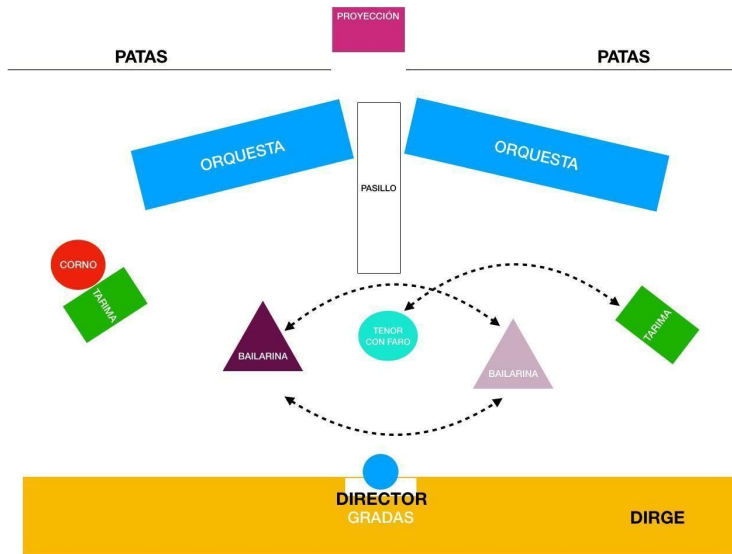 PROYECCIÓN
PATAS
PATAS
ORQUESTA
ORQUESTA
PASILLO
CORNO
TARIMA
TARIMA
TENOR
CON FARO
BAILARINA
BAILARINA
DIRECTOR
GRADAS
DIRGE